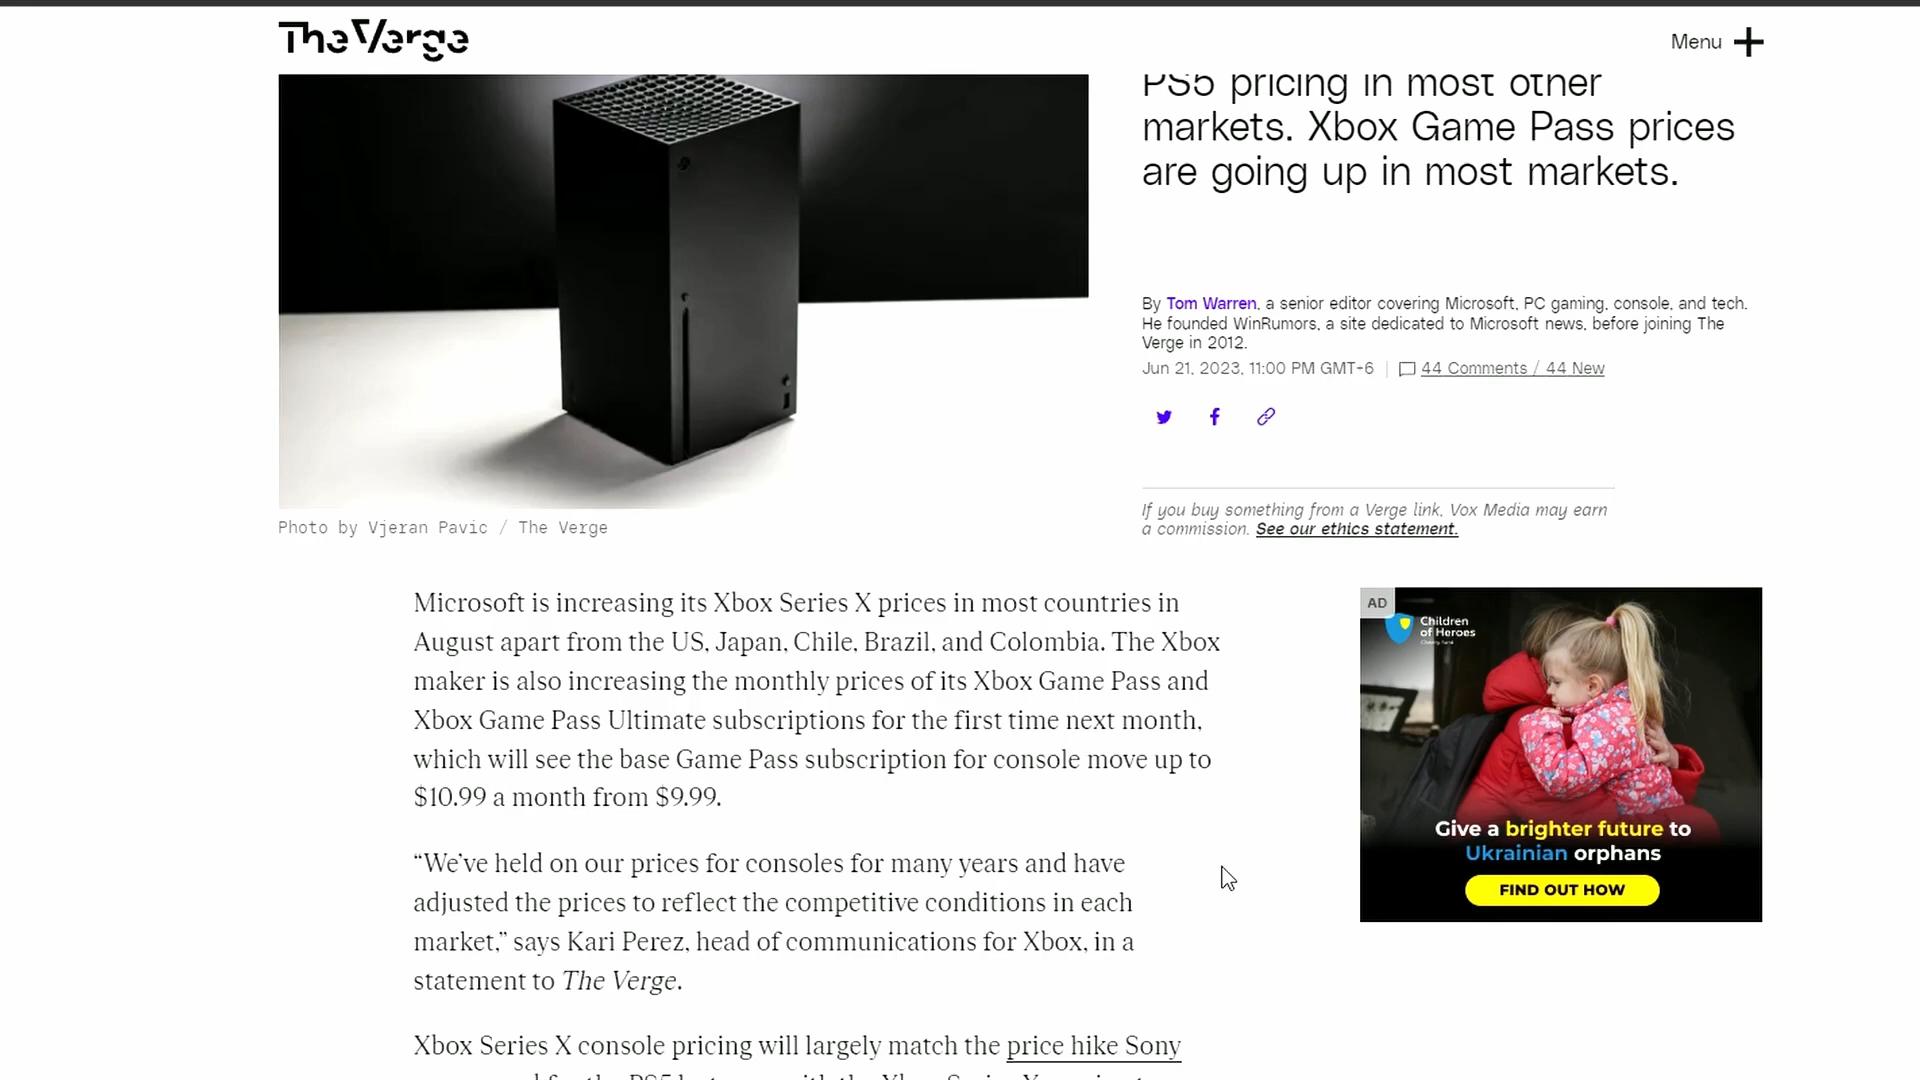 The Verge
Menu
PS5 pricing in most other
markets. Xbox Game Pass prices
are going up in most markets.
By Tom Warren, a senior editor covering Microsoft, PC gaming, console, and tech.
He founded WinRumors, a site dedicated to Microsoft news, before joining The
Verge in 2012.
Jun 21, 2023, 11:00 PM GMT-6 | 44 Comments / 44 New
If you buy something from a Verge link, Vox Media may earn
a commission. See our ethics statement.
Photo by Vjeran Pavic / The Verge
Microsoft is increasing its Xbox Series X prices in most countries in
August apart from the US, Japan, Chile, Brazil, and Colombia. The Xbox
maker is also increasing the monthly prices of its Xbox Game Pass and
Xbox Game Pass Ultimate subscriptions for the first time next month,
which will see the base Game Pass subscription for console move up to
$10.99 a month from $9.99.
“We’ve held on our prices for consoles for many years and have
adjusted the prices to reflect the competitive conditions in each
market,” says Kari Perez, head of communications for Xbox, in a
statement to The Verge.
Xbox Series X console pricing will largely match the price hike Sony
AD
Children
of Heroes
Give a brighter future to
Ukrainian orphans
FIND OUT HOW